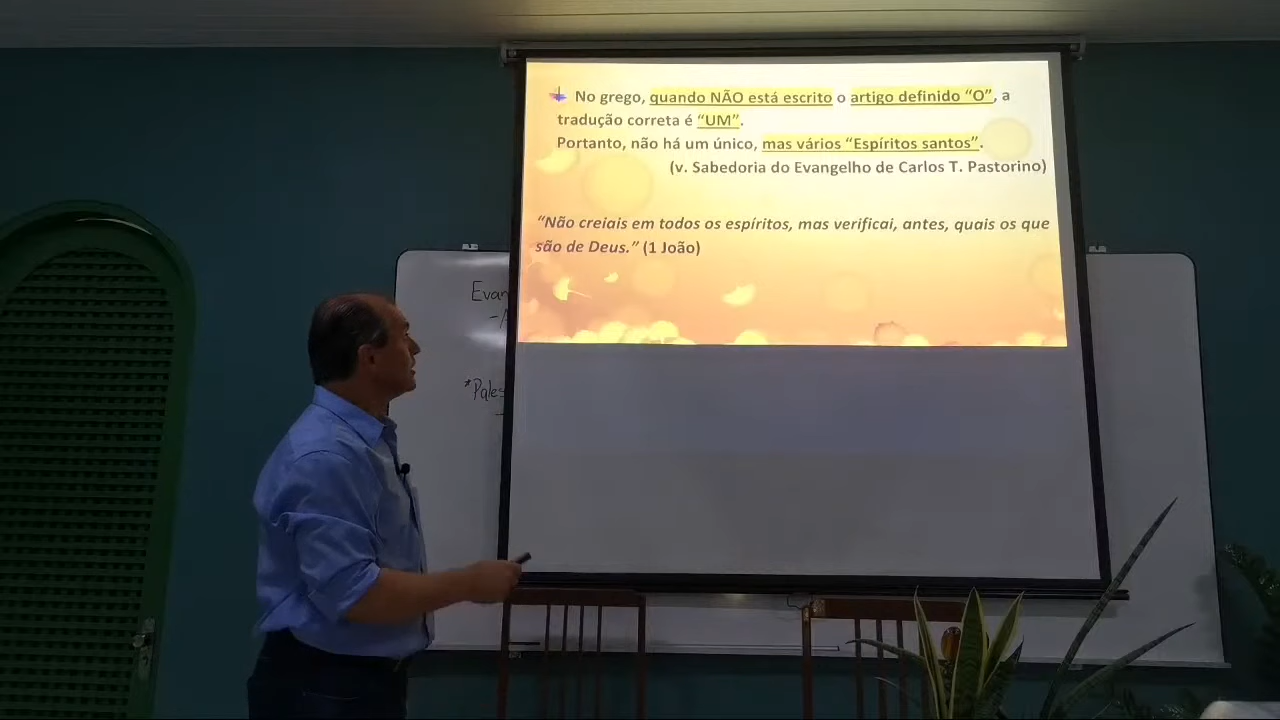 No grego, quando NÃO está escrito o artigo definido “O”, a
tradução correta é “UM”.
Portanto, não há um único, mas vários “Espíritos santos”.
(v. Sabedoria do Evangelho de Carlos T. Pastorino)
“Não creiais em todos os espíritos, mas verificai, antes, quais os que
são de Deus.” (1 João)